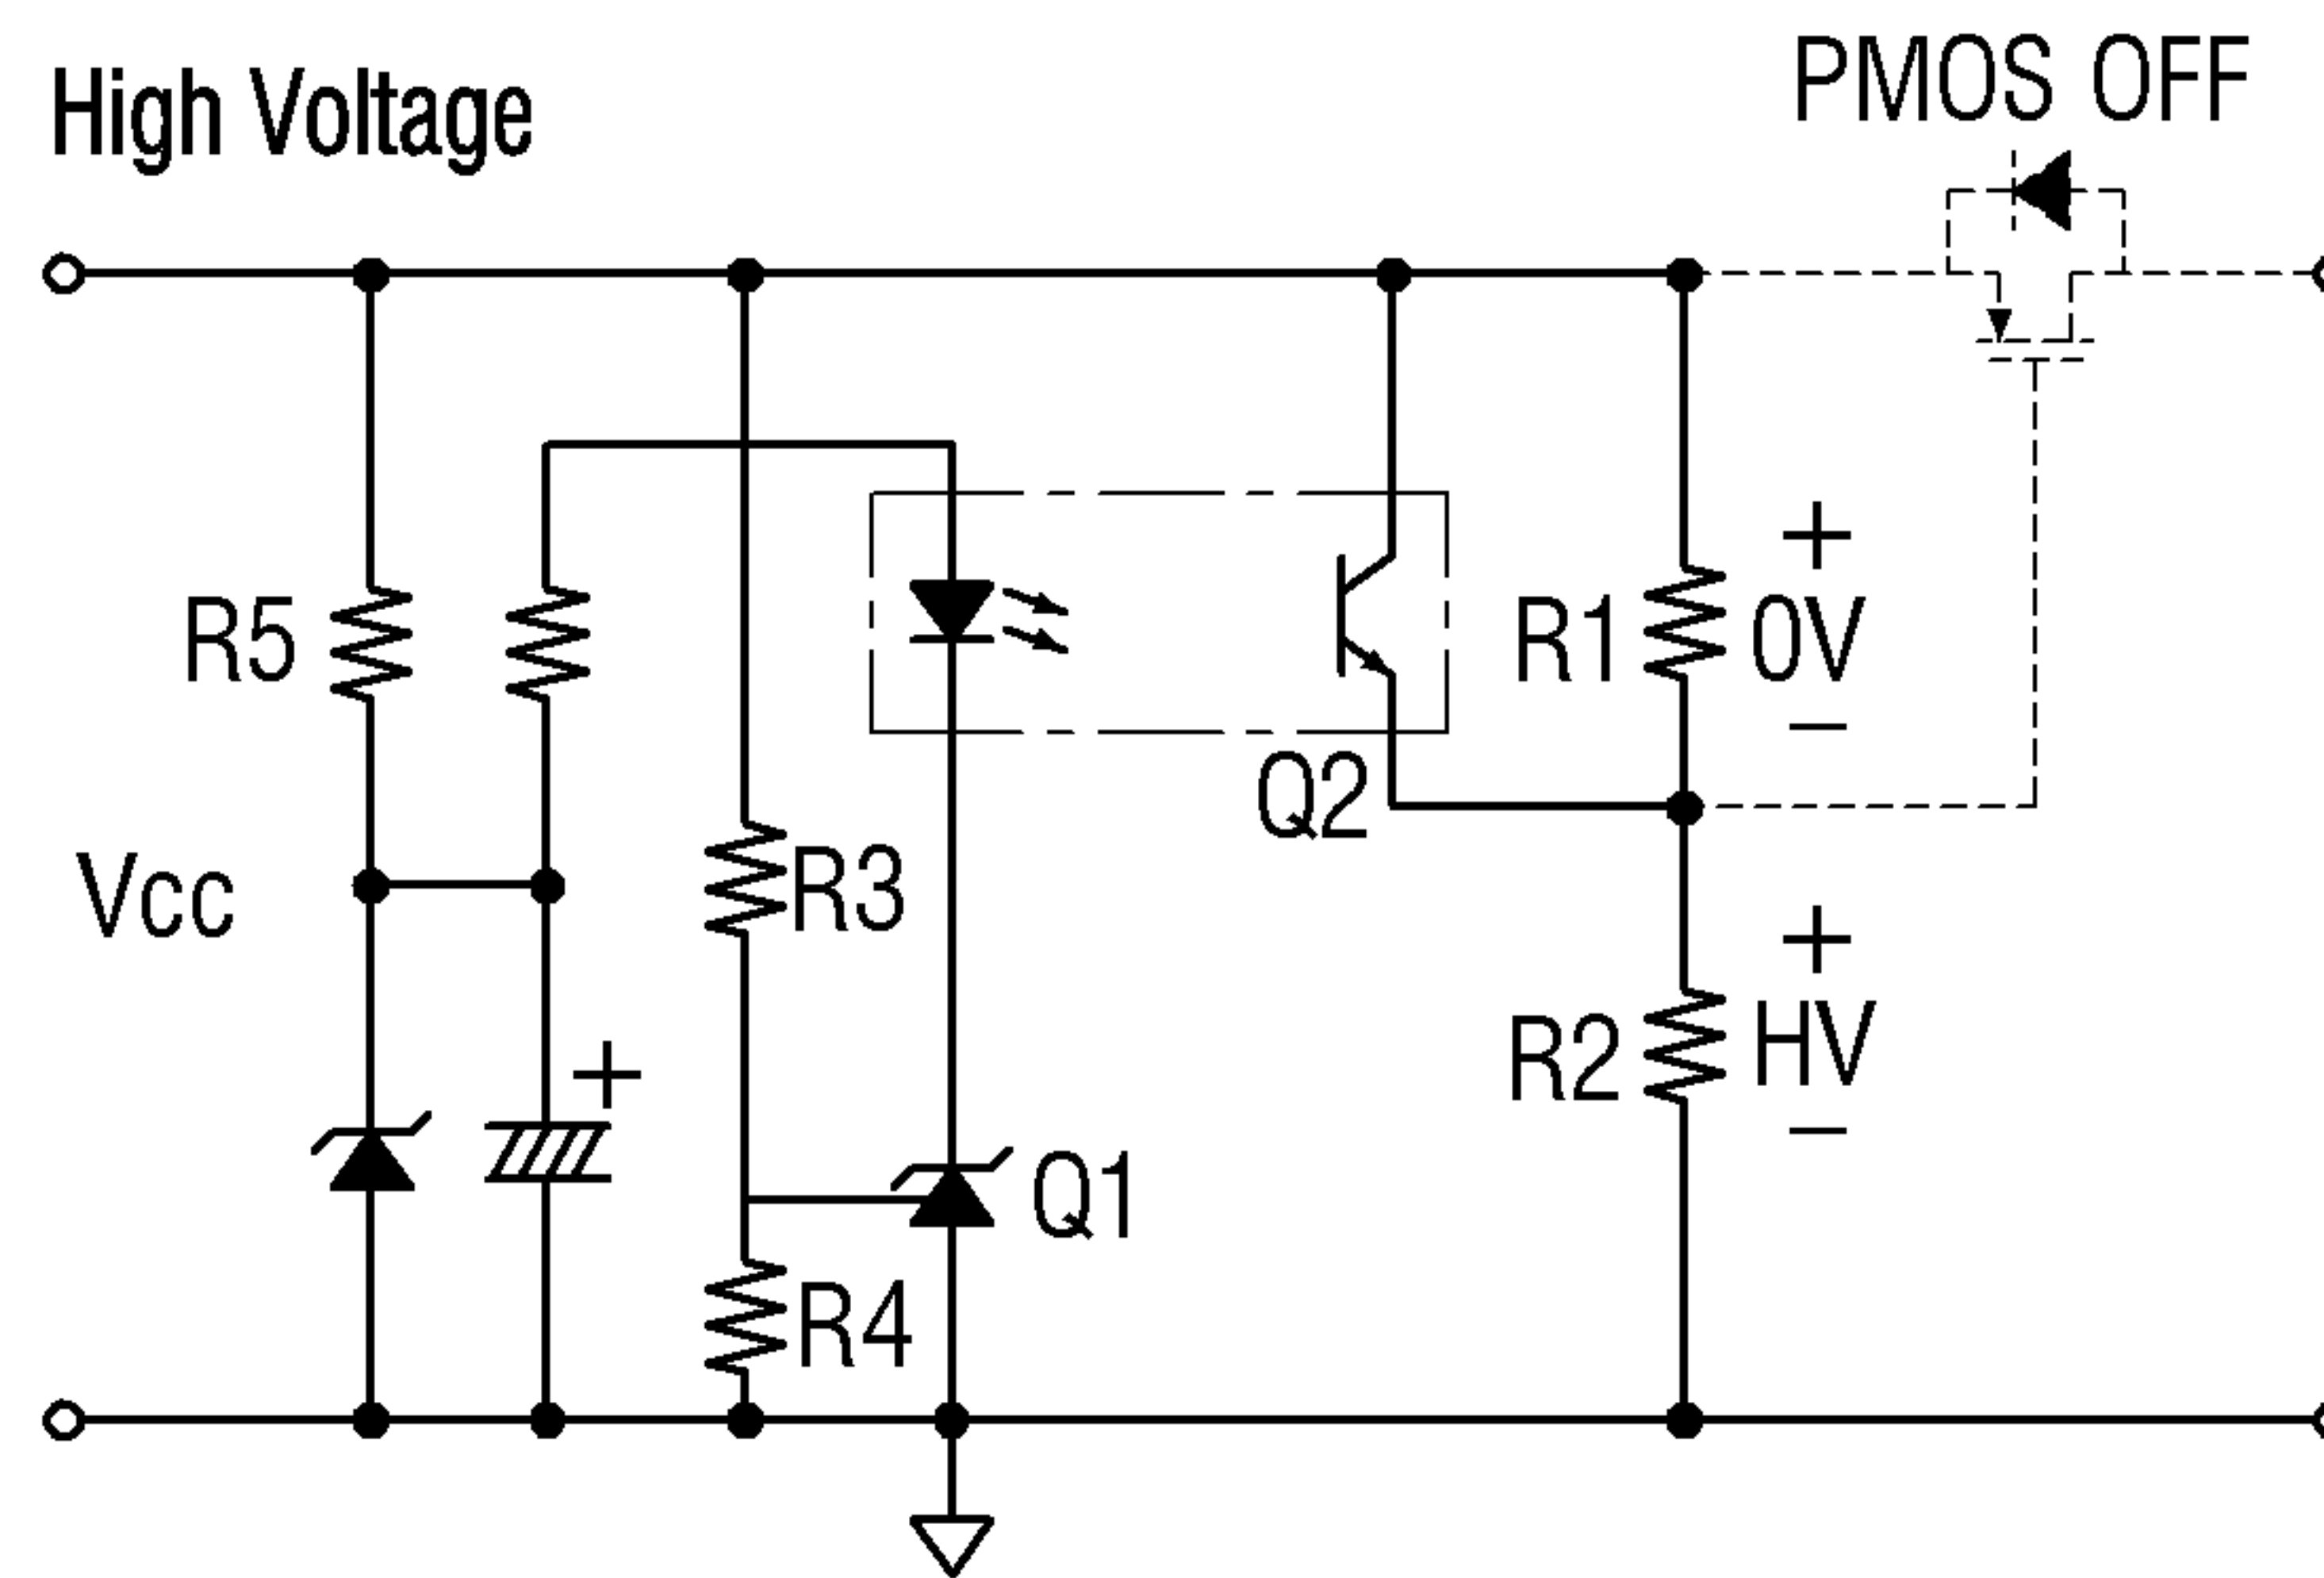 High Voltage
PMOS OFF
+
R5
R1
0V
−
Q2
Vcc
R3
+
R2
HV
−
+
Q1
R4